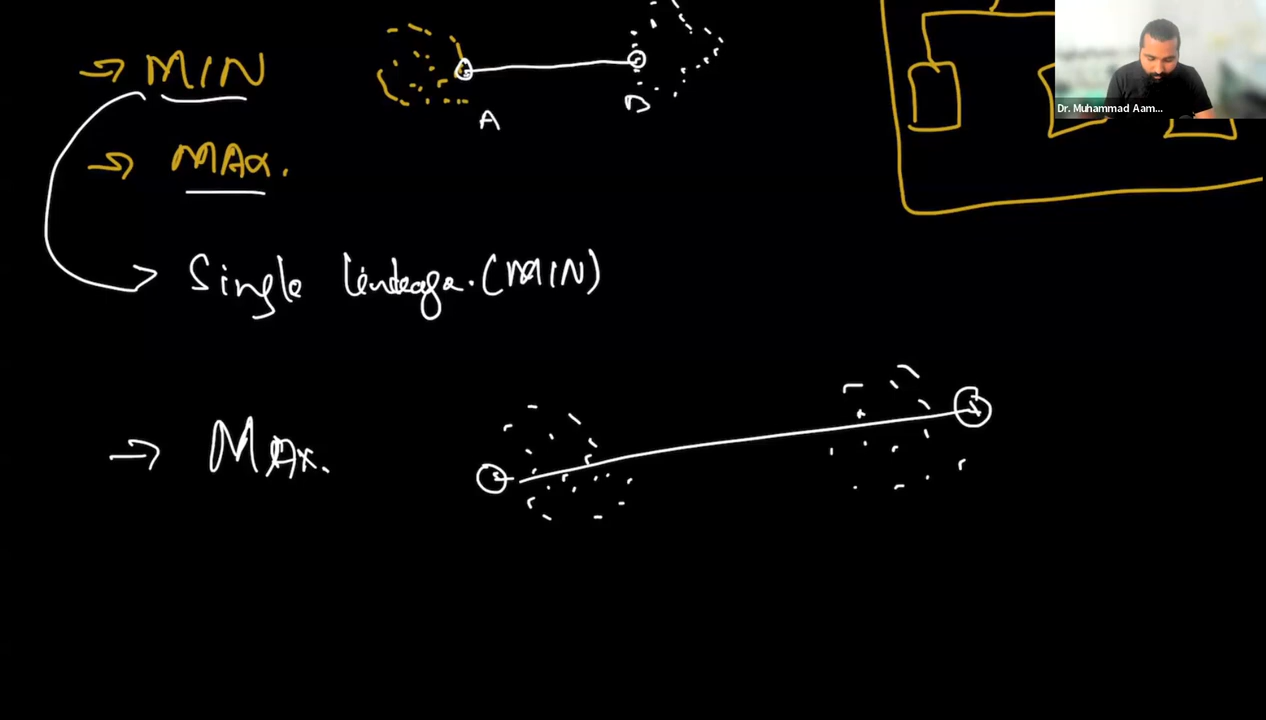 → MIN
A
B
Dr. Muhammad Aam...
→ MAx.
→ Single linkage. (MIN)
→ MAx.